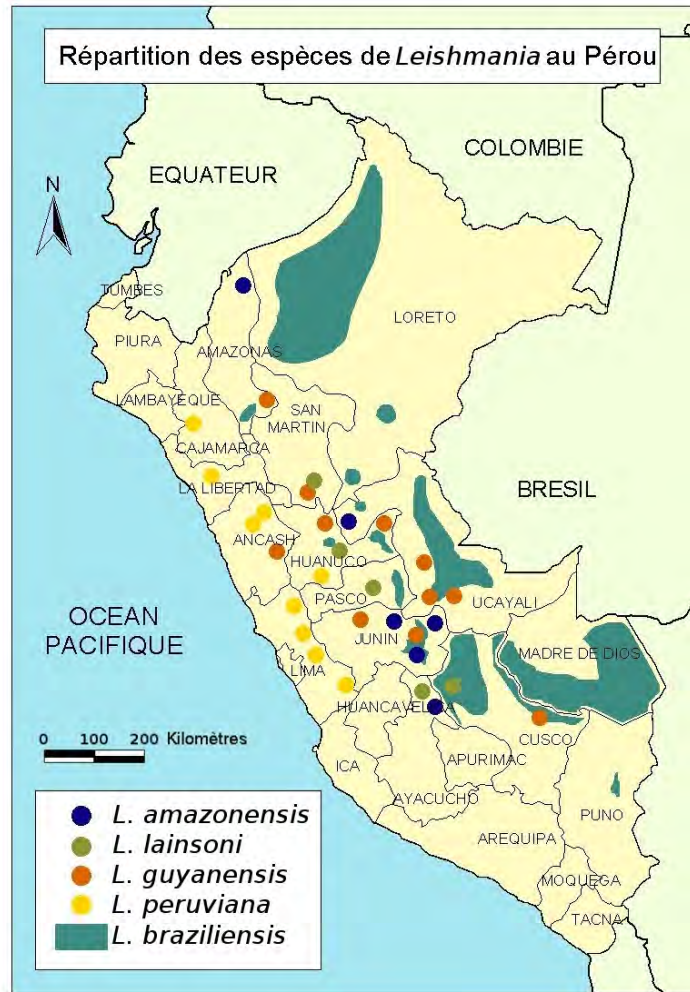 Répartition des espèces de Leishmania au Pérou
COLOMBIE
EQUATEUR
N
TUMBES
LORETO
PIURA
AMAZONAS
LAMBAYEQUE
SAN
MARTIN
CAJAMARCA
LA LIBERTAD
BRESIL
ANCASH
HUANUCO
PASCO
UCAYALI
OCEAN
PACIFIQUE
JUNIN
MADRE DE DIOS
LIMA
HUANCAVELICA
CUSCO
0 100 200 Kilomètres
ICA
APURIMAC
AYACUCHO
PUNO
AREQUIPA
MOQUEGA
TACNA
L. amazonensis
L. lainsoni
L. guyanensis
L. peruviana
L. braziliensis